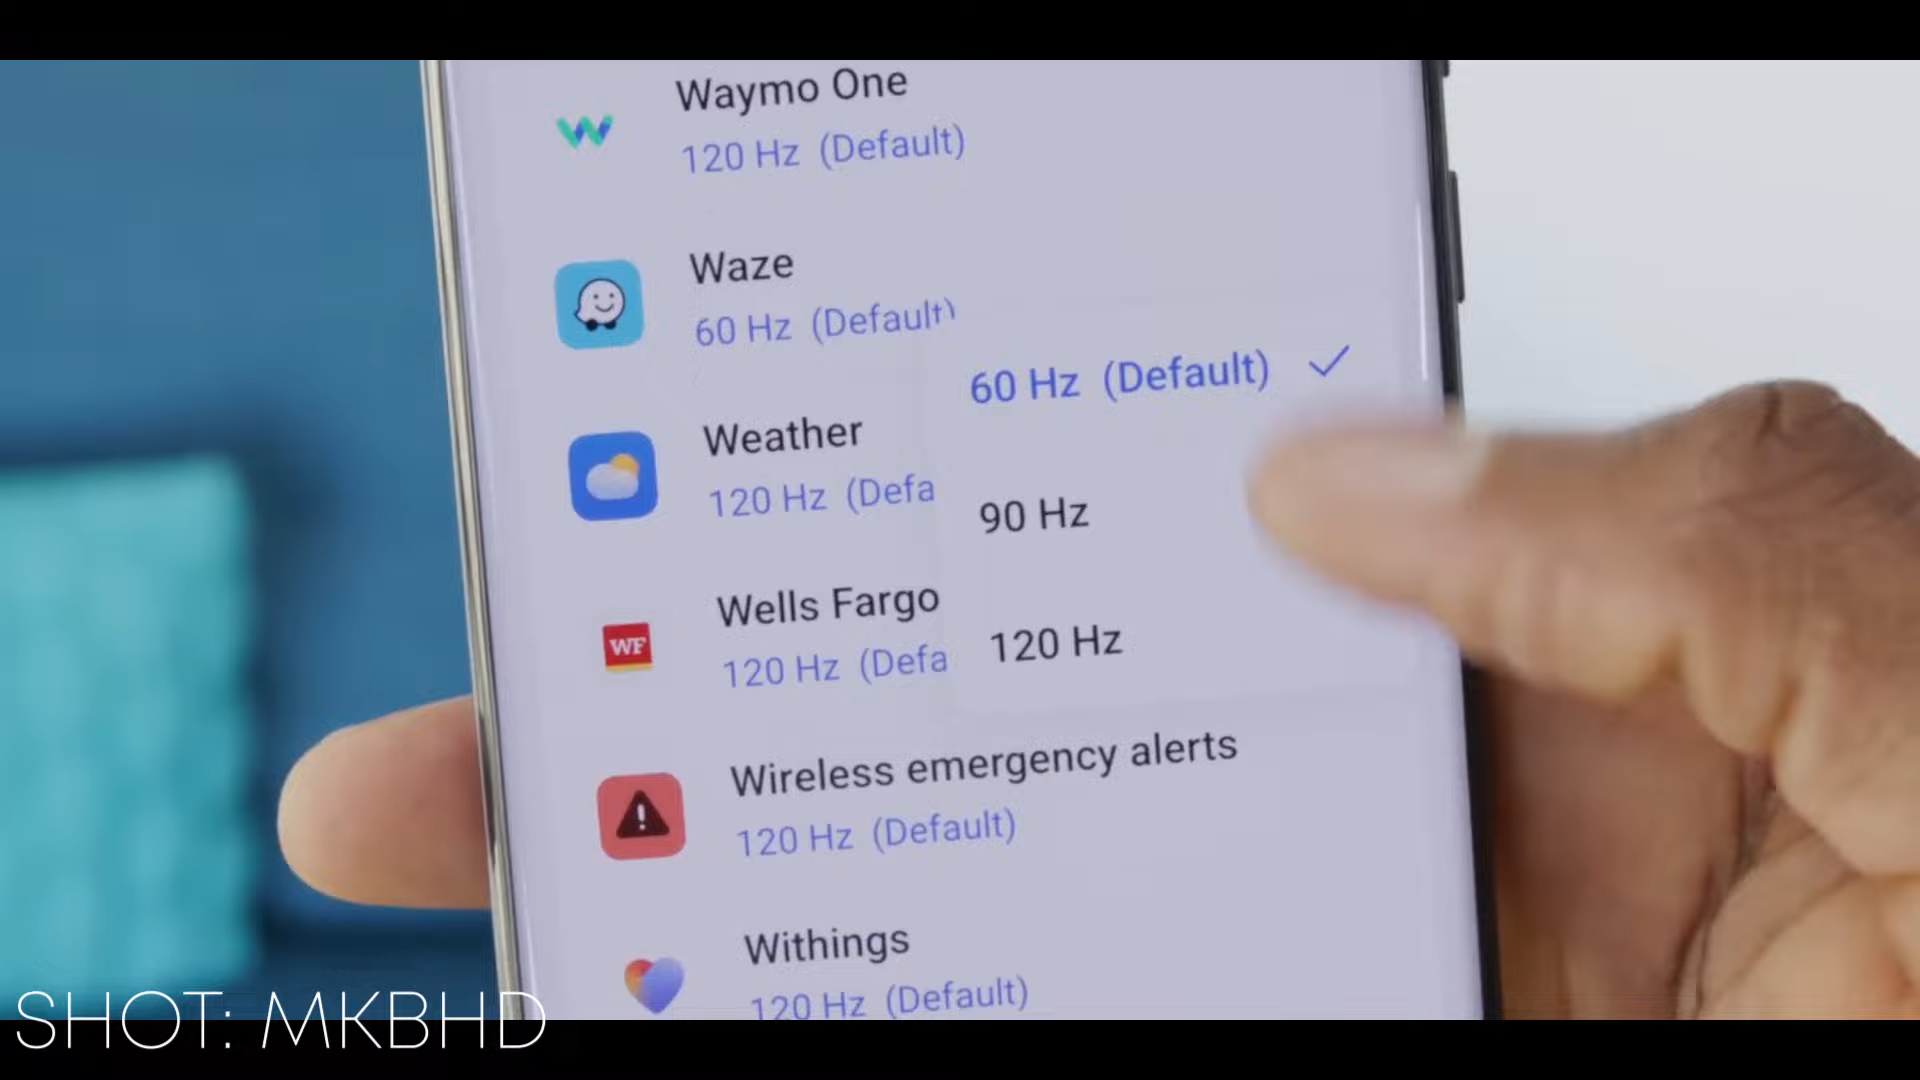 Waymo One
120 Hz (Default)
Waze
60 Hz (Default)
60 Hz (Default)
Weather
120 Hz (Defa
90 Hz
Wells Fargo
WF
120 Hz (Defa
120 Hz
Wireless emergency alerts
120 Hz (Default)
Withings
120 Hz (Default)
SHOT: MKBHD